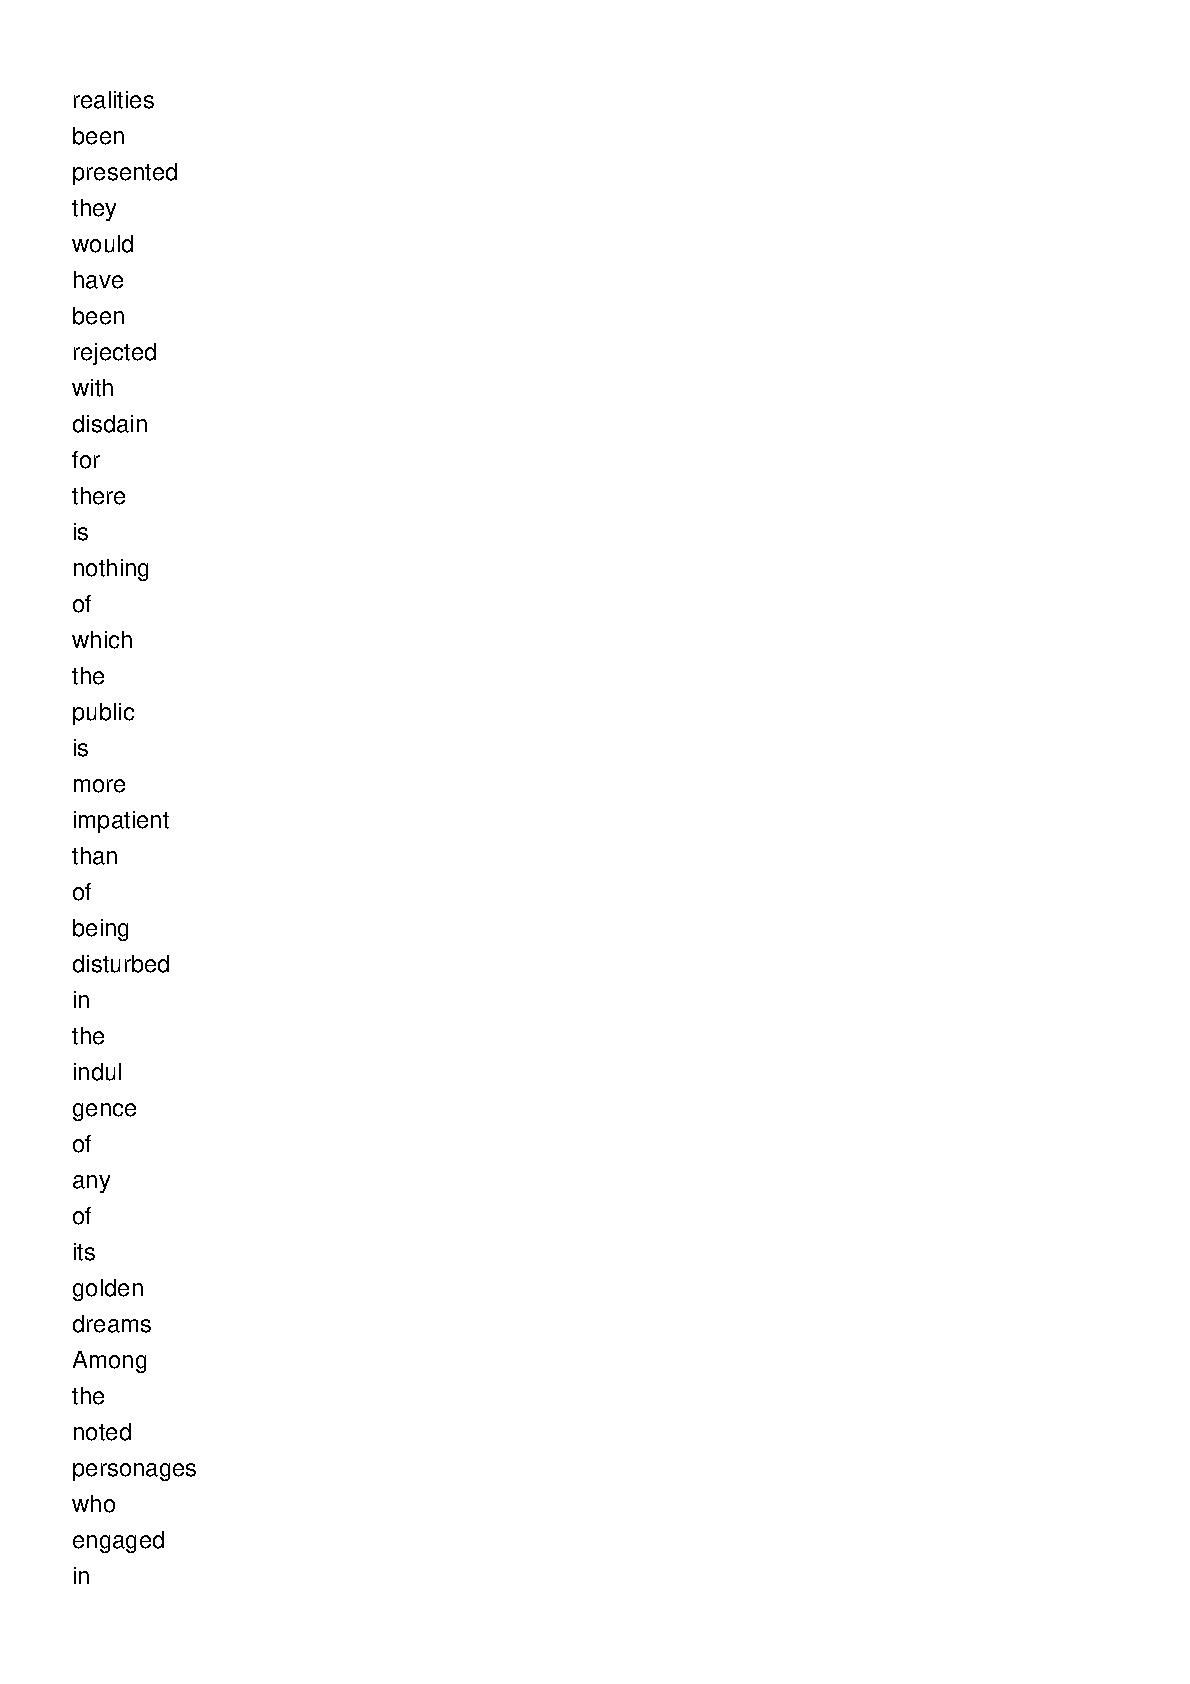 realities
been
presented
they
would
have
been
rejected
with
disdain
for
there
is
nothing
of
which
the
public
is
more
impatient
than
of
being
disturbed
in
the
indul
gence
of
any
of
its
golden
dreams
Among
the
noted
personages
who
engaged
in